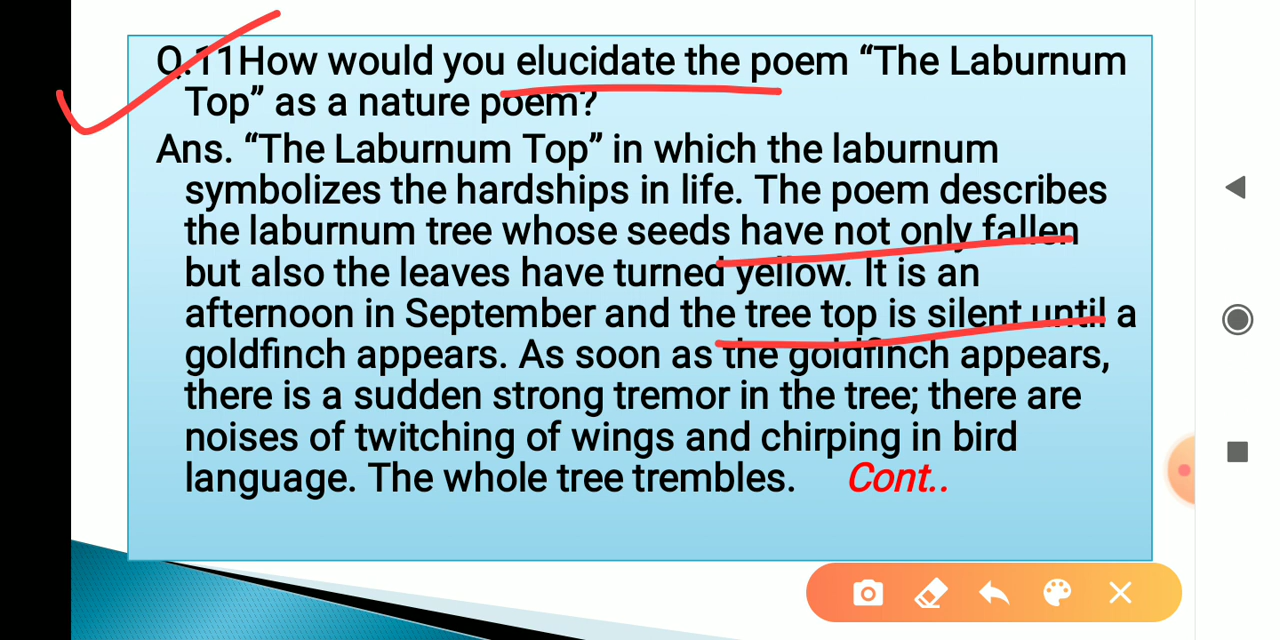 Q.11How would you elucidate the poem “The Laburnum
Top” as a nature poem?
Ans. “The Laburnum Top” in which the laburnum
symbolizes the hardships in life. The poem describes
the laburnum tree whose seeds have not only fallen
but also the leaves have turned yellow. It is an
afternoon in September and the tree top is silent until a
goldfinch appears. As soon as the goldfinch appears,
there is a sudden strong tremor in the tree; there are
noises of twitching of wings and chirping in bird
language. The whole tree trembles. Cont..